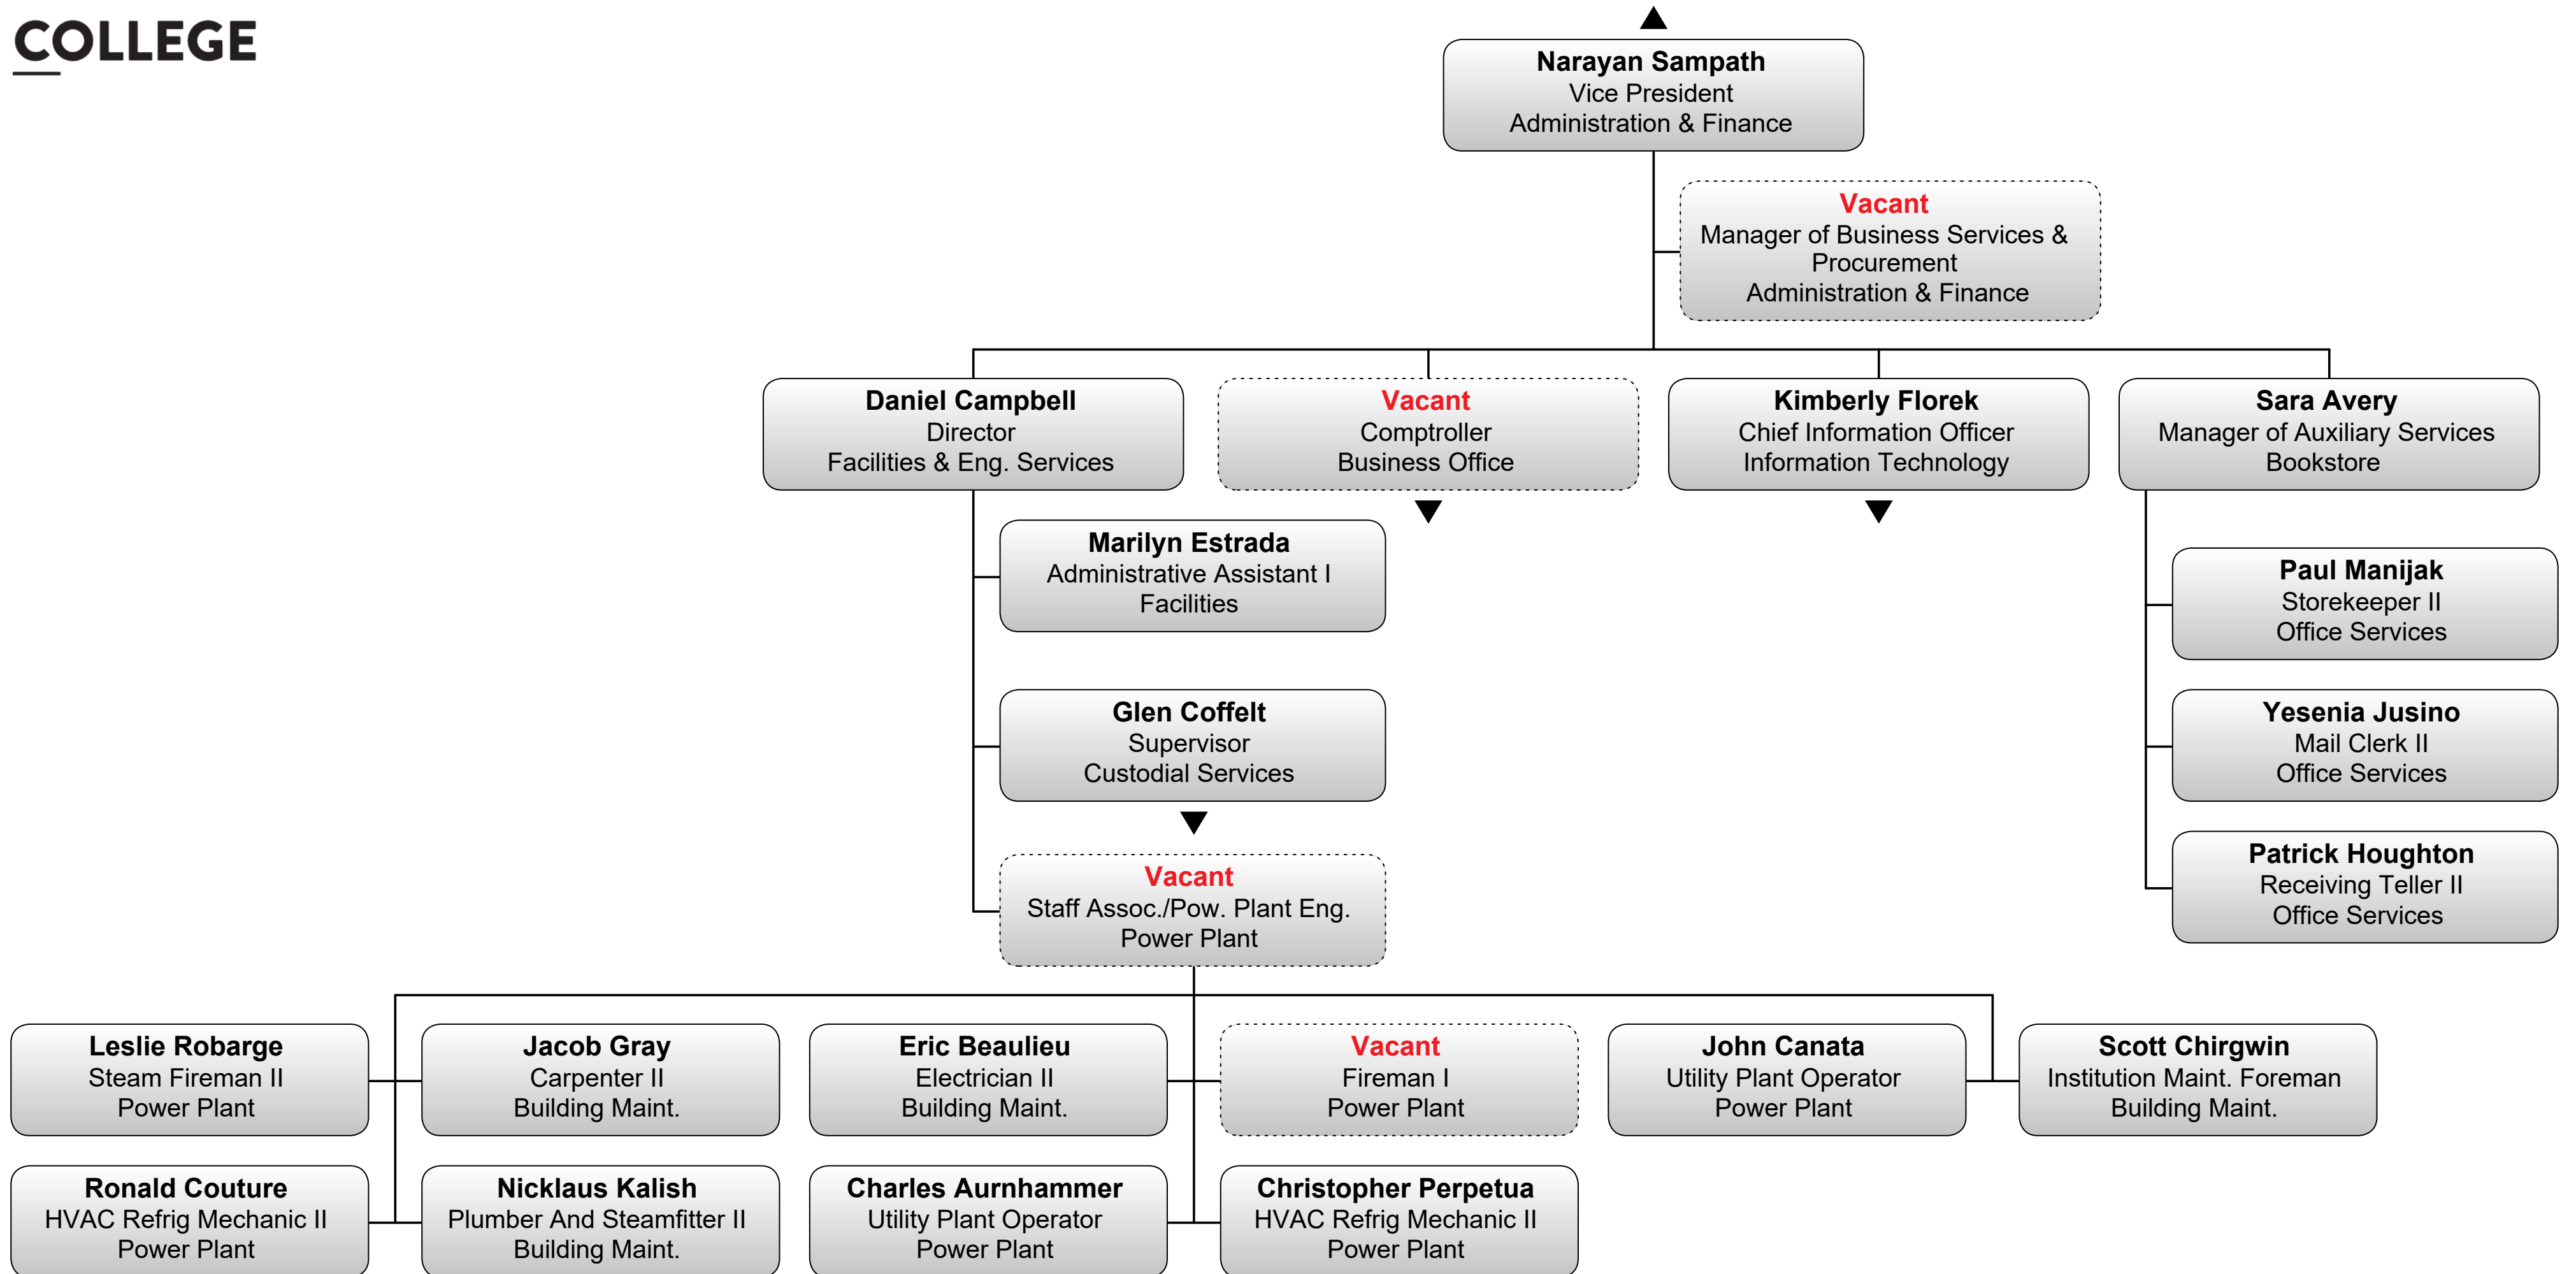 COLLEGE
Narayan Sampath
Vice President
Administration & Finance
Vacant
Manager of Business Services &
Procurement
Administration & Finance
Daniel Campbell
Director
Facilities & Eng. Services
Vacant
Comptroller
Business Office
Kimberly Florek
Chief Information Officer
Information Technology
Sara Avery
Manager of Auxiliary Services
Bookstore
Marilyn Estrada
Administrative Assistant I
Facilities
Paul Manijak
Storekeeper II
Office Services
Glen Coffelt
Supervisor
Custodial Services
Yesenia Jusino
Mail Clerk II
Office Services
Vacant
Staff Assoc./Pow. Plant Eng.
Power Plant
Patrick Houghton
Receiving Teller II
Office Services
Leslie Robarge
Steam Fireman II
Power Plant
Jacob Gray
Carpenter II
Building Maint.
Eric Beaulieu
Electrician II
Building Maint.
Vacant
Fireman I
Power Plant
John Canata
Utility Plant Operator
Power Plant
Scott Chirgwin
Institution Maint. Foreman
Building Maint.
Ronald Couture
HVAC Refrig Mechanic II
Power Plant
Nicklaus Kalish
Plumber And Steamfitter II
Building Maint.
Charles Aurnhammer
Utility Plant Operator
Power Plant
Christopher Perpetua
HVAC Refrig Mechanic II
Power Plant